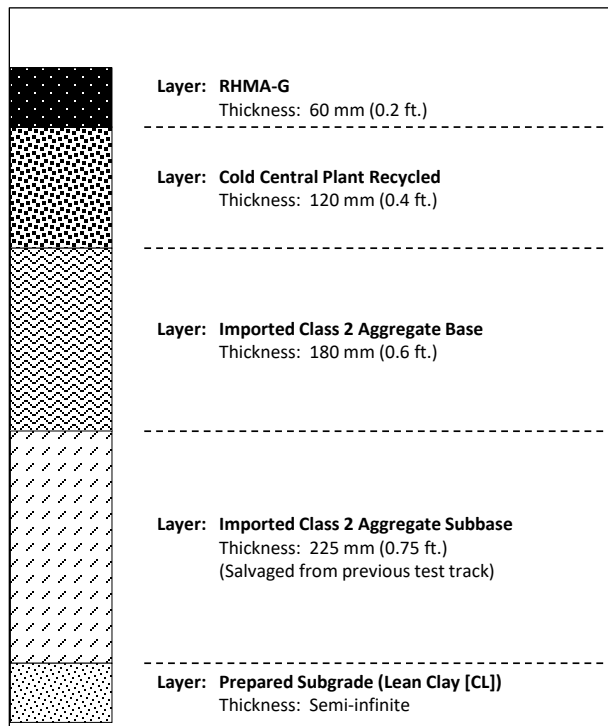 Layer: RHMA-G
Thickness: 60 mm (0.2 ft.)
Layer: Cold Central Plant Recycled
Thickness: 120 mm (0.4 ft.)
Layer: Imported Class 2 Aggregate Base
Thickness: 180 mm (0.6 ft.)
Layer: Imported Class 2 Aggregate Subbase
Thickness: 225 mm (0.75 ft.)
(Salvaged from previous test track)
Layer: Prepared Subgrade (Lean Clay [CL])
Thickness: Semi-infinite